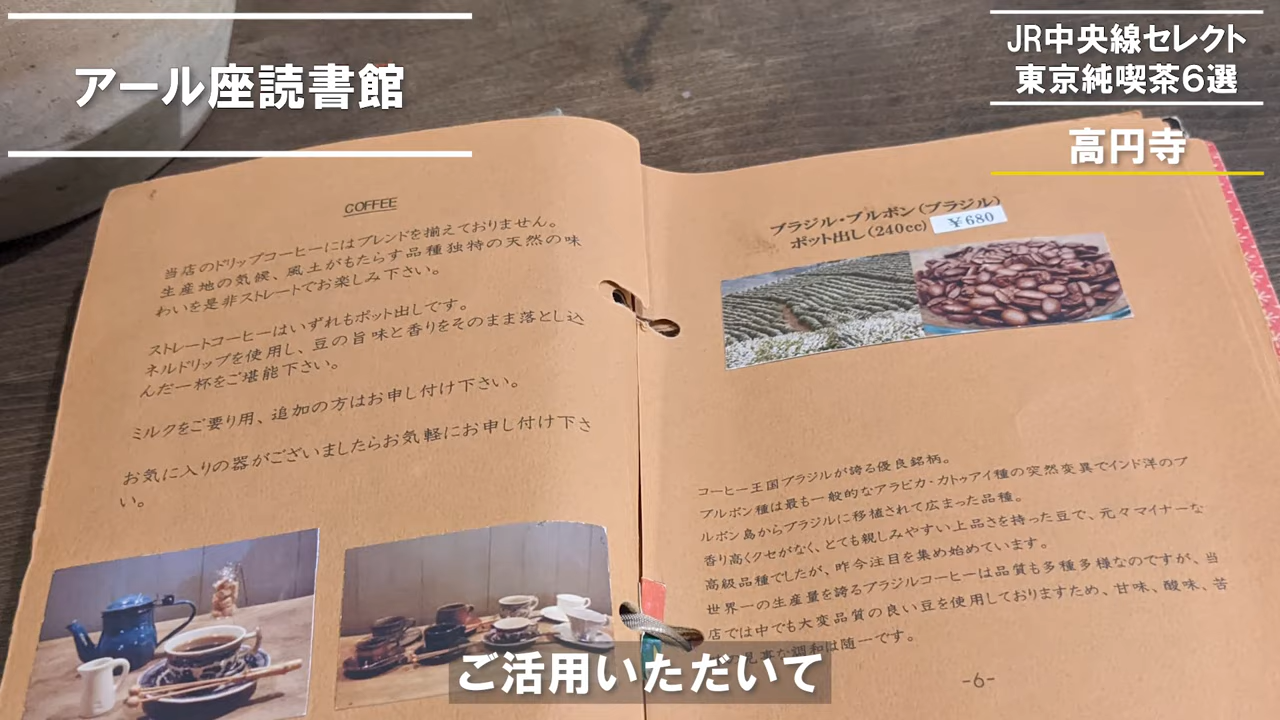 アール座読書館
JR中央線セレクト
東京純喫茶6選
高円寺
COFFEE
当店のドリップコーヒーにはブレンドを揃えておりません。
生産地の気候、風土がもたらす品種独特の天然の味
わいを是非ストレートでお楽しみ下さい。
ストレートコーヒーはいずれもポット出しです。
ネルドリップを使用し、豆の旨味と香りをそのまま落とし込
んだ一杯をご堪能下さい。
ミルクをご要り用、追加の方はお申し付け下さい。
お気に入りの器がございましたらお気軽にお申し付け下さ
い。
ブラジル・ブルボン(ブラジル)
ポット出し(240cc) ¥680
コーヒー王国ブラジルが誇る優良銘柄。
ブルボン種は最も一般的なアラビカ・カトゥアイ種の突然変異でインド洋のブ
ルボン島からブラジルに移植されて広まった品種。
香り高くクセがなく、とても親しみやすい上品さを持った豆で、元々マイナーな
高級品種でしたが、昨今注目を集め始めています。
世界一の生産量を誇るブラジルコーヒーは品質も多種多様なのですが、当
店では中でも大変品質の良い豆を使用しておりますため、甘味、酸味、苦
見事な調和は随一です。
-6-
ご活用いただいて